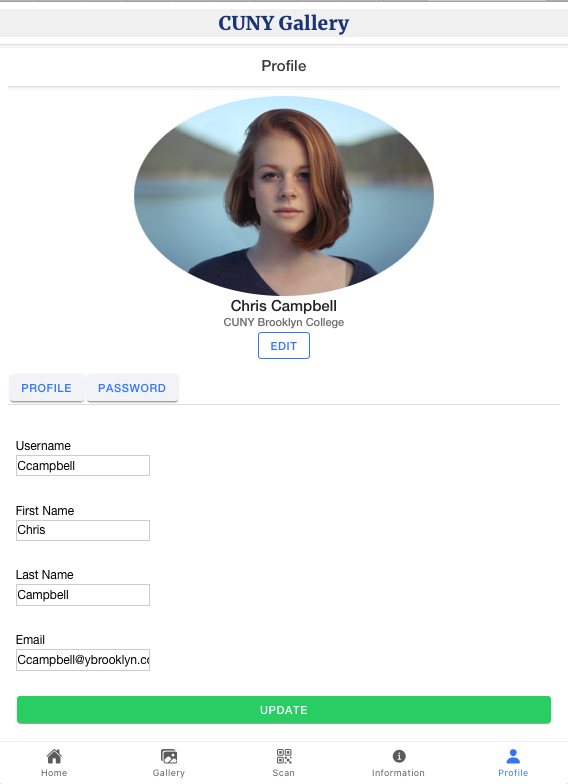 CUNY Gallery
Profile
Chris Campbell
CUNY Brooklyn College
EDIT
PROFILE PASSWORD
Username
Ccampbell
First Name
Chris
Last Name
Campbell
Email
Ccampbell@ybrooklyn.co
UPDATE
Home Gallery Scan Information Profile